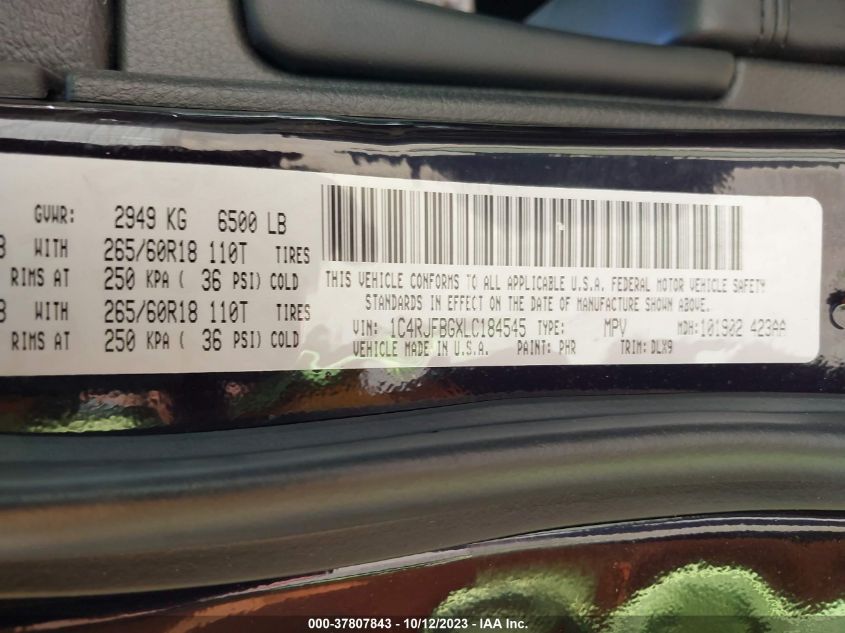 GVWR: 2949 KG 6500 LB
WITH 265/60R18 110T TIRES
RIMS AT 250 KPA ( 36 PSI) COLD
WITH 265/60R18 110T TIRES
RIMS AT 250 KPA ( 36 PSI) COLD
THIS VEHICLE CONFORMS TO ALL APPLICABLE U.S.A. FEDERAL MOTOR VEHICLE SAFETY
STANDARDS IN EFFECT ON THE DATE OF MANUFACTURE SHOWN ABOVE.
VIN: 1C4RJFBGXLC184545 TYPE: MPV MDH:101902 423AA
VEHICLE MADE IN U.S.A. PAINT: PHR TRIM: DLX9
000-37807843 - 10/12/2023 - IAA Inc.